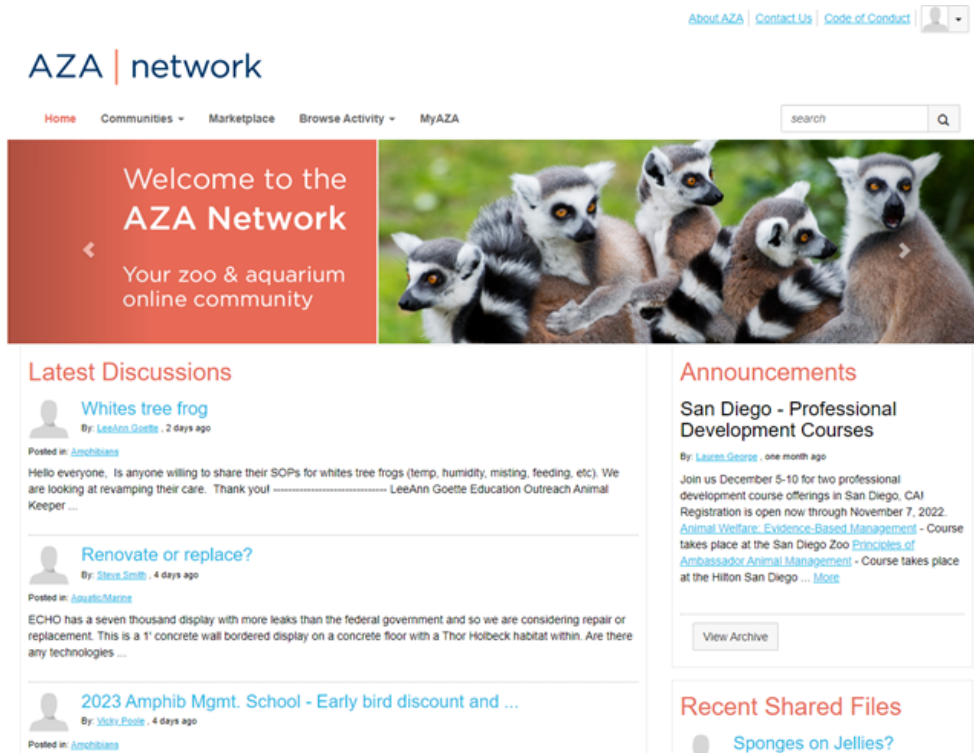 About AZA Contact Us Code of Conduct
AZA | network
Home Communities Marketplace Browse Activity MyAZA search
Welcome to the
AZA Network
Your zoo & aquarium
online community
Latest Discussions
Whites tree frog
By: LeeAnn Goette , 2 days ago
Posted in: Amphibians
Hello everyone, Is anyone willing to share their SOPs for whites tree frogs (temp, humidity, misting, feeding, etc). We
are looking at revamping their care. Thank you! ------------------------------ LeeAnn Goette Education Outreach Animal
Keeper ...
Renovate or replace?
By: Steve Smith , 4 days ago
Posted in: Aquatic/Marine
ECHO has a seven thousand display with more leaks than the federal government and so we are considering repair or
replacement. This is a 1' concrete wall bordered display on a concrete floor with a Thor Holbeck habitat within. Are there
any technologies ...
2023 Amphib Mgmt. School - Early bird discount and ...
By: Vicky Poole , 4 days ago
Posted in: Amphibians
Announcements
San Diego - Professional
Development Courses
By: Lauren George , one month ago
Join us December 5-10 for two professional
development course offerings in San Diego, CA!
Registration is open now through November 7, 2022.
Animal Welfare: Evidence-Based Management - Course
takes place at the San Diego Zoo Principles of
Ambassador Animal Management - Course takes place
at the Hilton San Diego ... More
View Archive
Recent Shared Files
Sponges on Jellies?